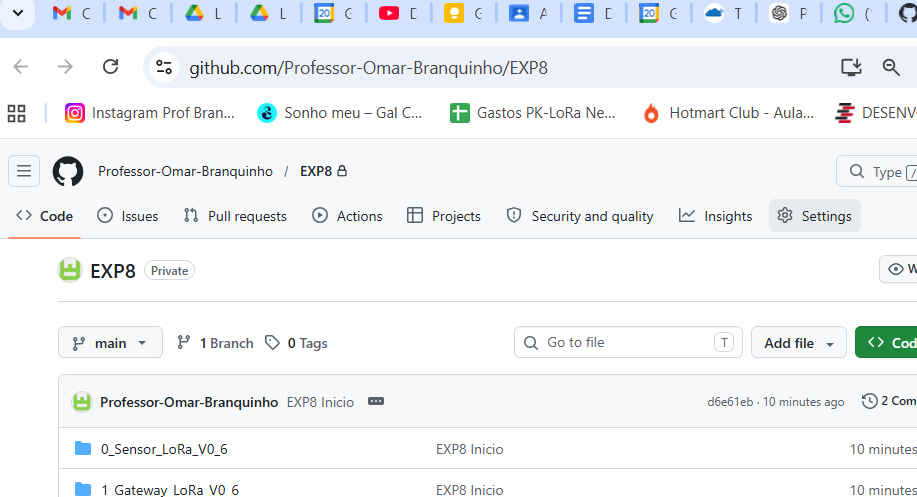 C C L L 20 G D G A D 20 G T P (
github.com/Professor-Omar-Branquinho/EXP8
Instagram Prof Bran... Sonho meu – Gal C... Gastos PK-LoRa Ne... Hotmart Club - Aula... DESENV
Professor-Omar-Branquinho / EXP8 Type /
Code Issues Pull requests Actions Projects Security and quality Insights Settings
EXP8 Private W
main 1 Branch 0 Tags Go to file T Add file Cod
Professor-Omar-Branquinho EXP8 Inicio d6e61eb · 10 minutes ago 2 Com
0_Sensor_LoRa_V0_6 EXP8 Inicio 10 minutes
1_Gateway_LoRa_V0_6 EXP8 Inicio 10 minutes